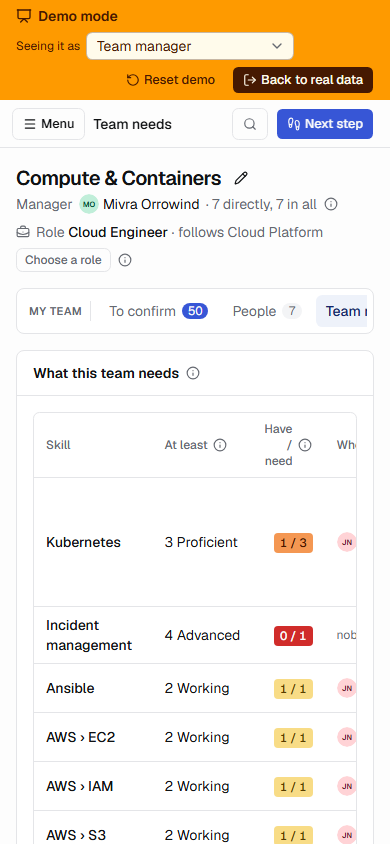 Demo mode
Seeing it as Team manager
Reset demo Back to real data
Menu Team needs Next step
Compute & Containers
Manager MO Mivra Orrowind · 7 directly, 7 in all
Role Cloud Engineer · follows Cloud Platform
Choose a role
MY TEAM To confirm 50 People 7 Team
What this team needs
Skill At least Have / need
Kubernetes 3 Proficient 1 / 3 JN
Incident management 4 Advanced 0 / 1
Ansible 2 Working 1 / 1 JN
AWS › EC2 2 Working 1 / 1 JN
AWS › IAM 2 Working 1 / 1 JN
AWS › S3 2 Working 1 / 1 JN